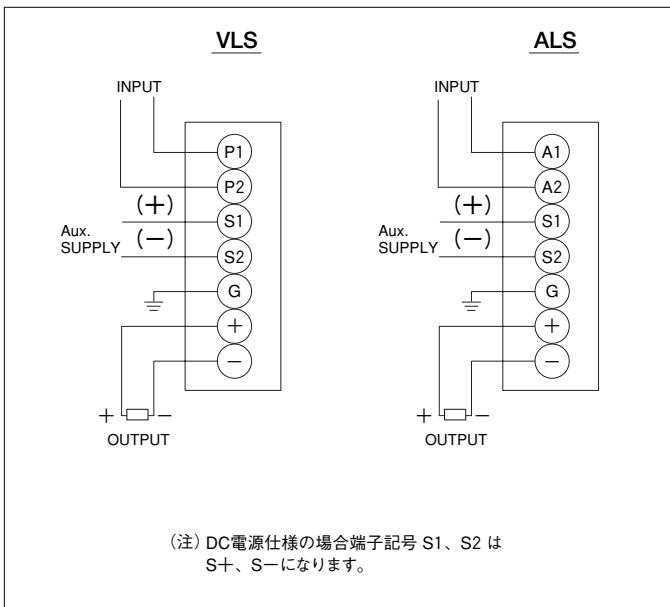 VLS
INPUT
P1
P2
(+)
S1
Aux.
SUPPLY
(−)
S2
G
+
−
+ −
OUTPUT
ALS
INPUT
A1
A2
(+)
S1
Aux.
SUPPLY
(−)
S2
G
+
−
+ −
OUTPUT
(注) DC電源仕様の場合端子記号 S1、S2 は
S+、S−になります。